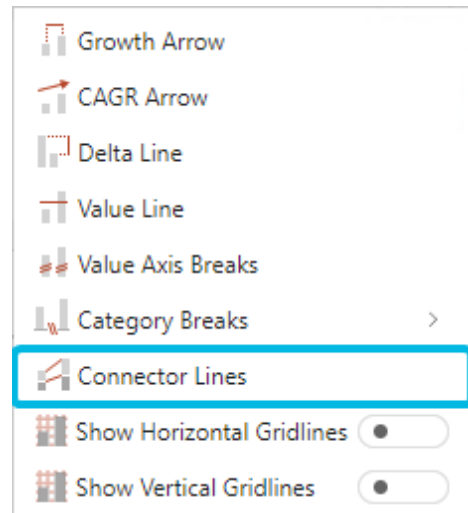 Growth Arrow
CAGR Arrow
Delta Line
Value Line
Value Axis Breaks
Category Breaks
Connector Lines
Show Horizontal Gridlines
Show Vertical Gridlines